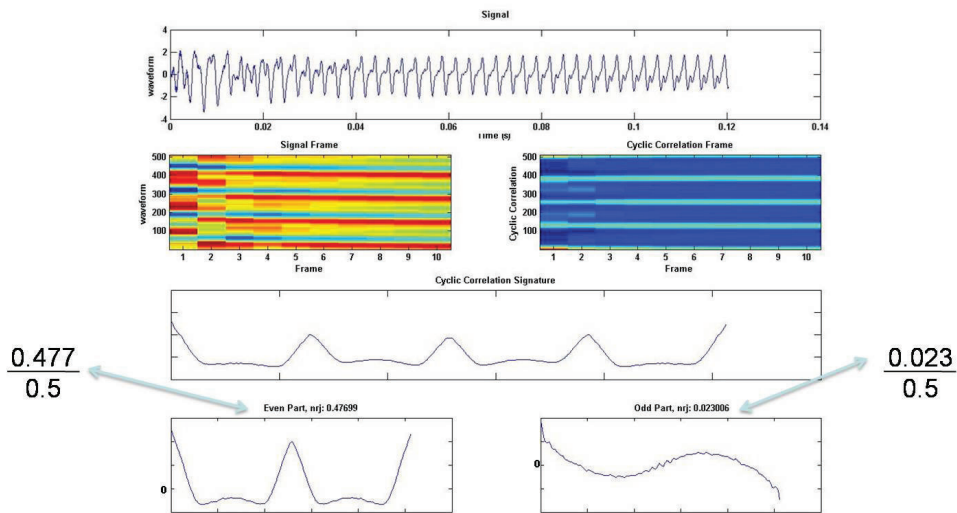 Signal
waveform
4
2
0
-2
-4
0 0.02 0.04 0.06 0.08 0.1 0.12 0.14
Time (s)
Signal Frame
waveform
500
400
300
200
100
1 2 3 4 5 6 7 8 9 10
Frame
Cyclic Correlation Frame
Cyclic Correlation
500
400
300
200
100
1 2 3 4 5 6 7 8 9 10
Frame
Cyclic Correlation Signature
0.477
0.5
0.023
0.5
Even Part, nrj: 0.47699
0
Odd Part, nrj: 0.023006
0